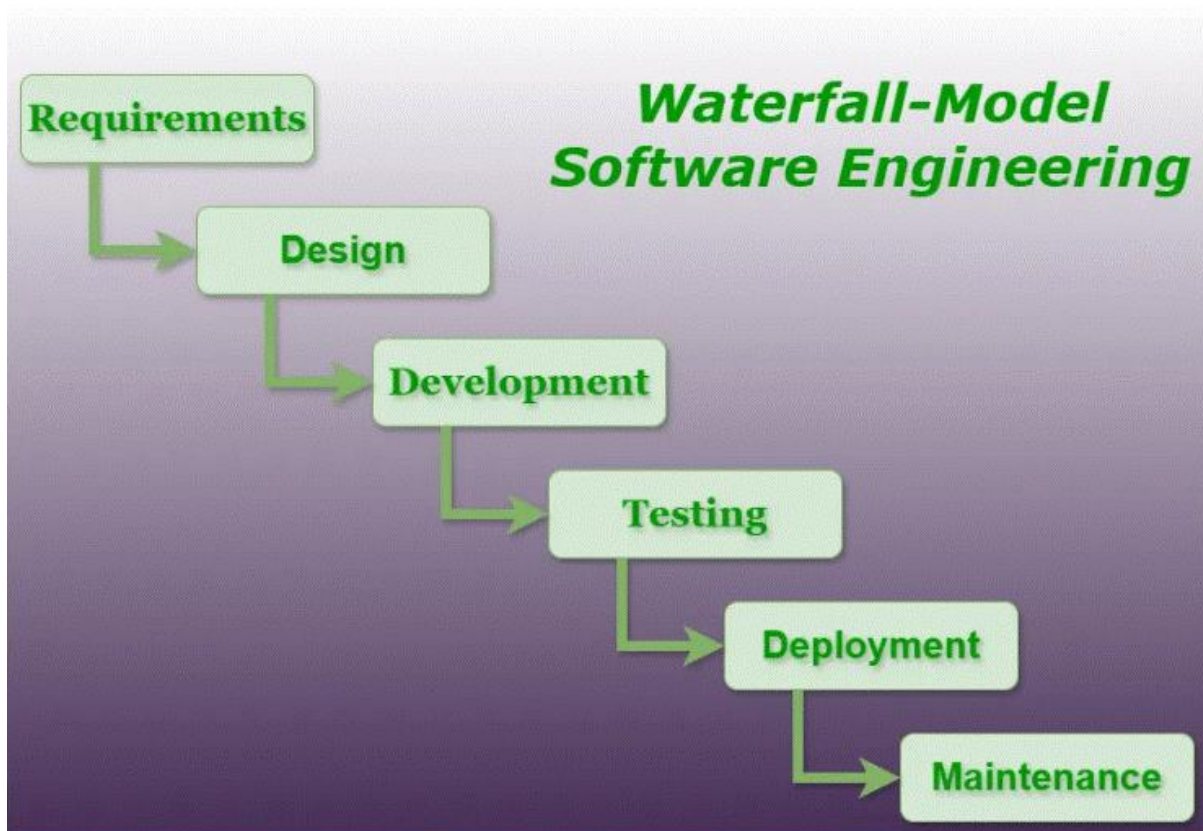 Waterfall-Model
Software Engineering
Requirements
Design
Development
Testing
Deployment
Maintenance